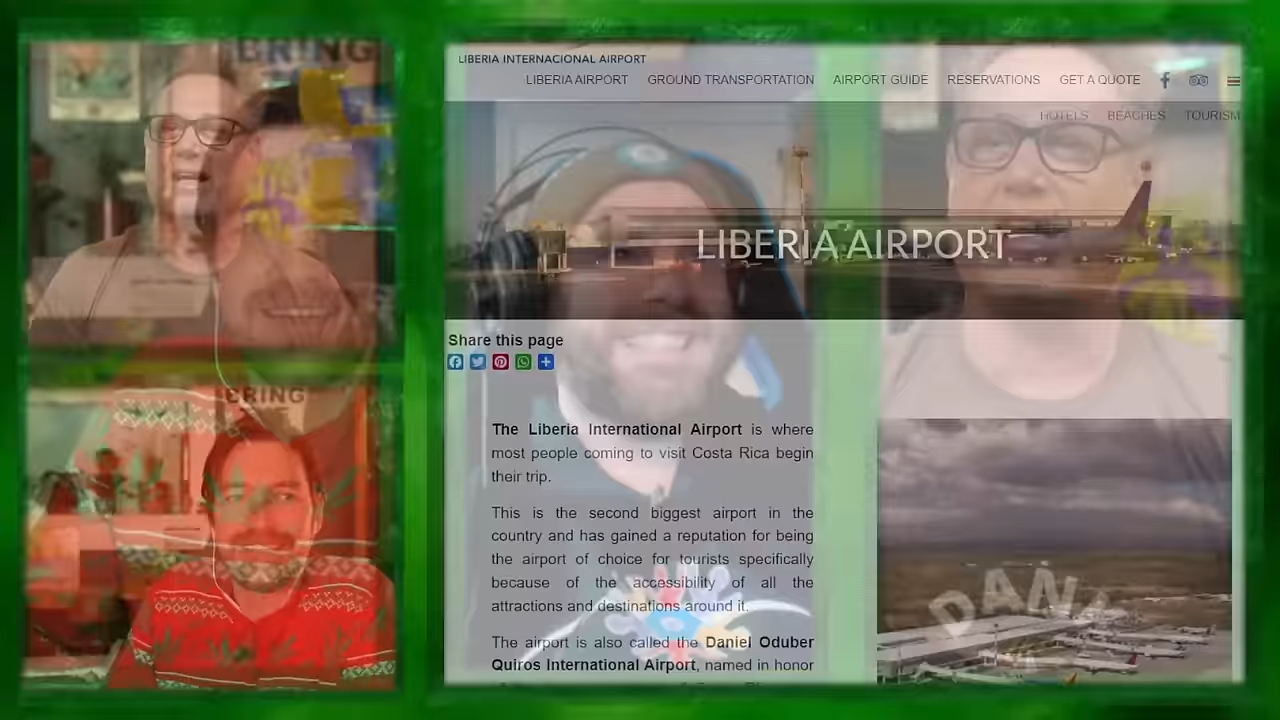 BRING
BRING
LIBERIA INTERNACIONAL AIRPORT
LIBERIA AIRPORT GROUND TRANSPORTATION AIRPORT GUIDE RESERVATIONS GET A QUOTE
HOTELS BEACHES TOURISM
LIBERIA AIRPORT
Share this page
The Liberia International Airport is where
most people coming to visit Costa Rica begin
their trip.
This is the second biggest airport in the
country and has gained a reputation for being
the airport of choice for tourists specifically
because of the accessibility of all the
attractions and destinations around it.
The airport is also called the Daniel Oduber
Quiros International Airport, named in honor
DAN